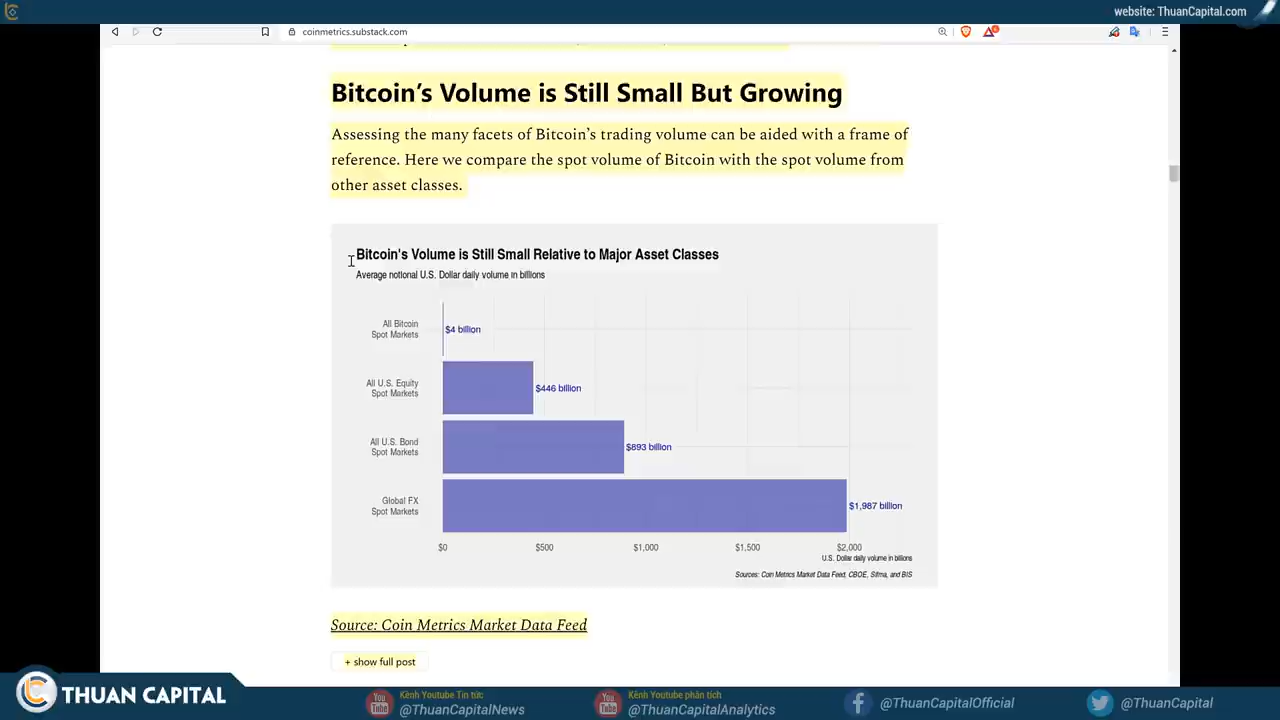 website: ThuanCapital.com
coinmetrics.substack.com
Bitcoin's Volume is Still Small But Growing
Assessing the many facets of Bitcoin's trading volume can be aided with a frame of
reference. Here we compare the spot volume of Bitcoin with the spot volume from
other asset classes.
Bitcoin's Volume is Still Small Relative to Major Asset Classes
Average notional U.S. Dollar daily volume in billions
All Bitcoin
Spot Markets
$4 billion
All U.S. Equity
Spot Markets
$446 billion
All U.S. Bond
Spot Markets
$893 billion
Global FX
Spot Markets
$1,987 billion
$0 $500 $1,000 $1,500 $2,000
U.S. Dollar daily volume in billions
Sources: Coin Metrics Market Data Feed, CBOE, Sifma, and BIS
Source: Coin Metrics Market Data Feed
+ show full post
THUAN CAPITAL
You Tube
Kênh Youtube Tin tức:
@ThuanCapitalNews
You Tube
Kênh Youtube phân tích
@ThuanCapitalAnalytics
@ThuanCapitalOfficial
@ThuanCapital